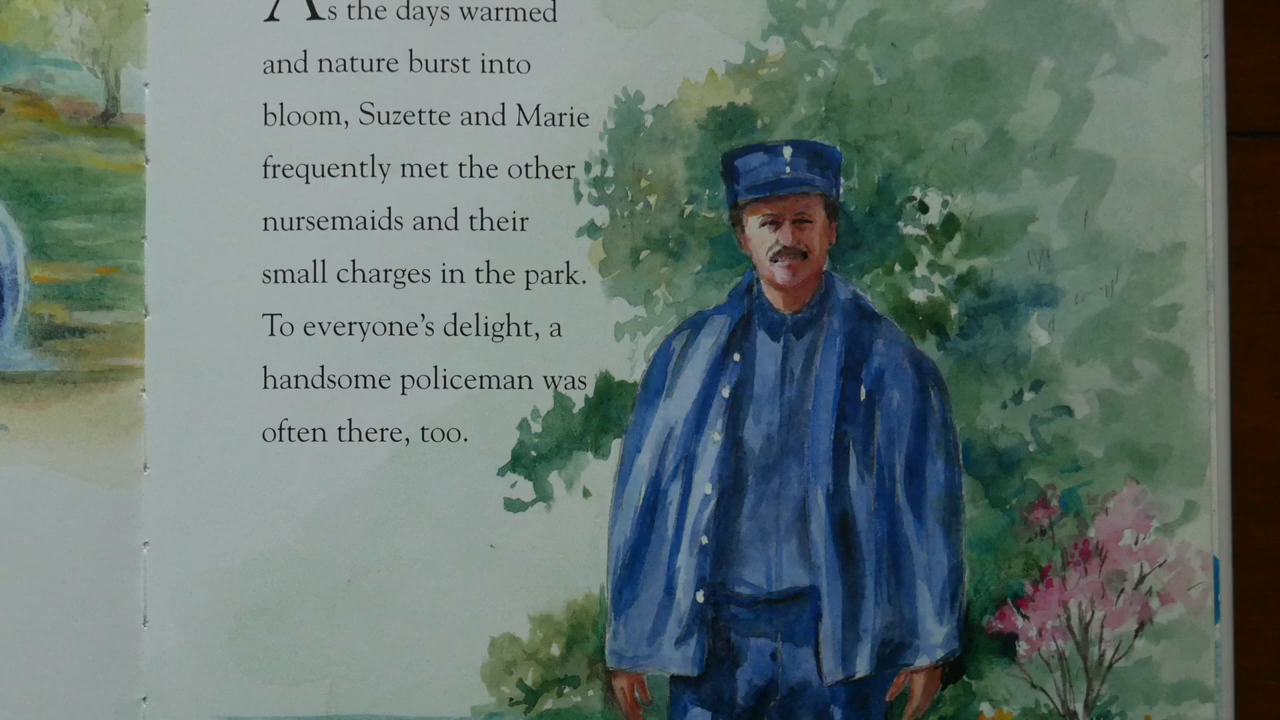 As the days warmed
and nature burst into
bloom, Suzette and Marie
frequently met the other
nursemaids and their
small charges in the park.
To everyone's delight, a
handsome policeman was
often there, too.